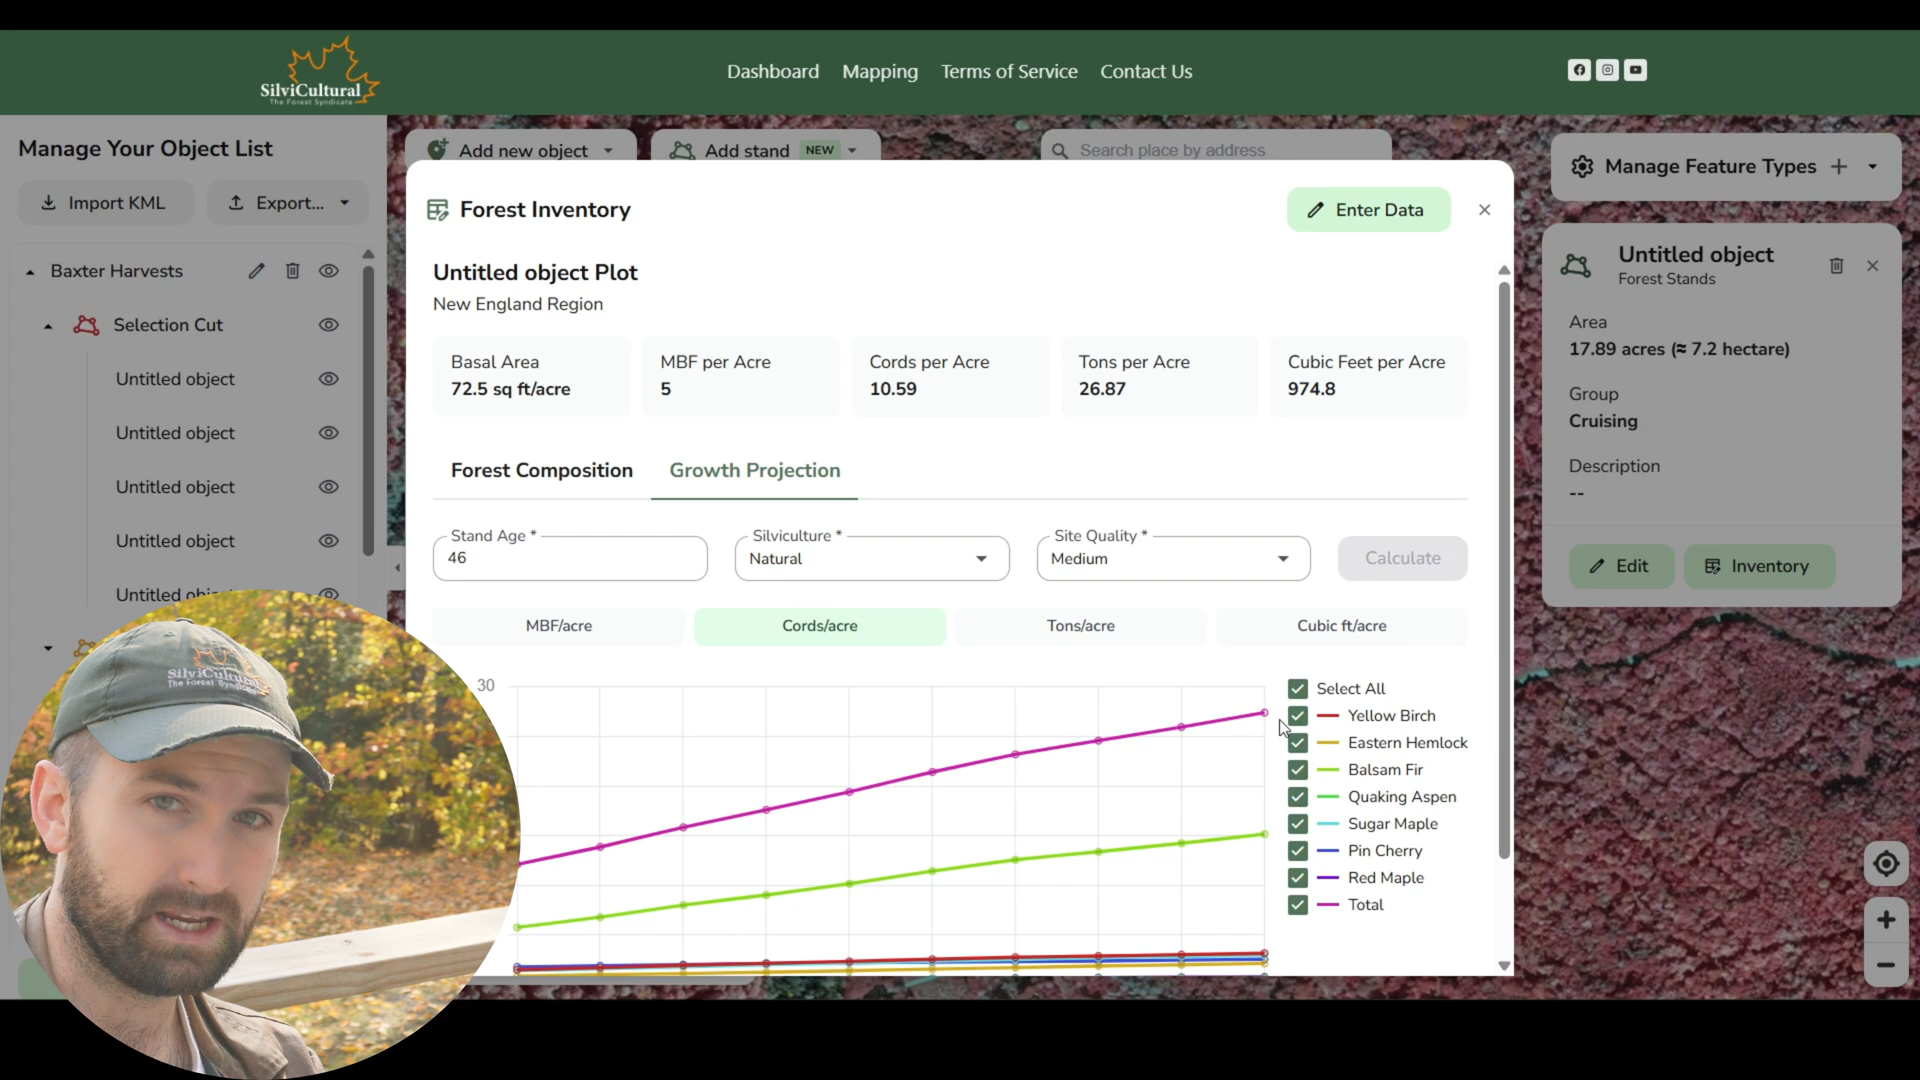 SilviCultural
The Forest Syndicate
Dashboard
Mapping
Terms of Service
Contact Us
Manage Your Object List
Import KML
Export...
Baxter Harvests
Selection Cut
Untitled object
Untitled object
Untitled object
Untitled object
Add new object
Add stand NEW
Search place by address
Forest Inventory
Enter Data
Untitled object Plot
New England Region
Basal Area
72.5 sq ft/acre
MBF per Acre
5
Cords per Acre
10.59
Tons per Acre
26.87
Cubic Feet per Acre
974.8
Forest Composition
Growth Projection
Stand Age *
46
Silviculture *
Natural
Site Quality *
Medium
Calculate
MBF/acre
Cords/acre
Tons/acre
Cubic ft/acre
30
Select All
Yellow Birch
Eastern Hemlock
Balsam Fir
Quaking Aspen
Sugar Maple
Pin Cherry
Red Maple
Total
Manage Feature Types
Untitled object
Forest Stands
Area
17.89 acres (≈ 7.2 hectare)
Group
Cruising
Description
--
Edit
Inventory
SilviCultural
The Forest Syndicate